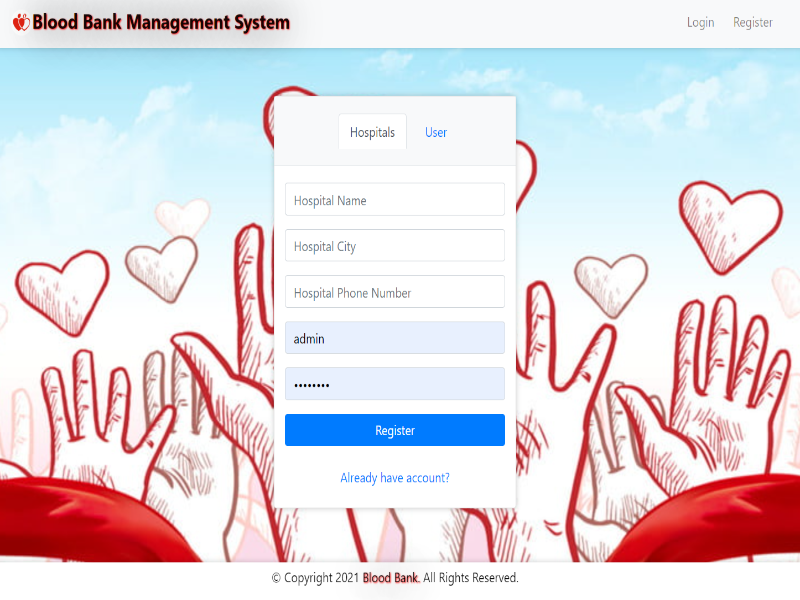 Blood Bank Management System
Login
Register
Hospitals
User
Hospital Name
Hospital City
Hospital Phone Number
admin
••••••••
Register
Already have account?
© Copyright 2021 Blood Bank. All Rights Reserved.